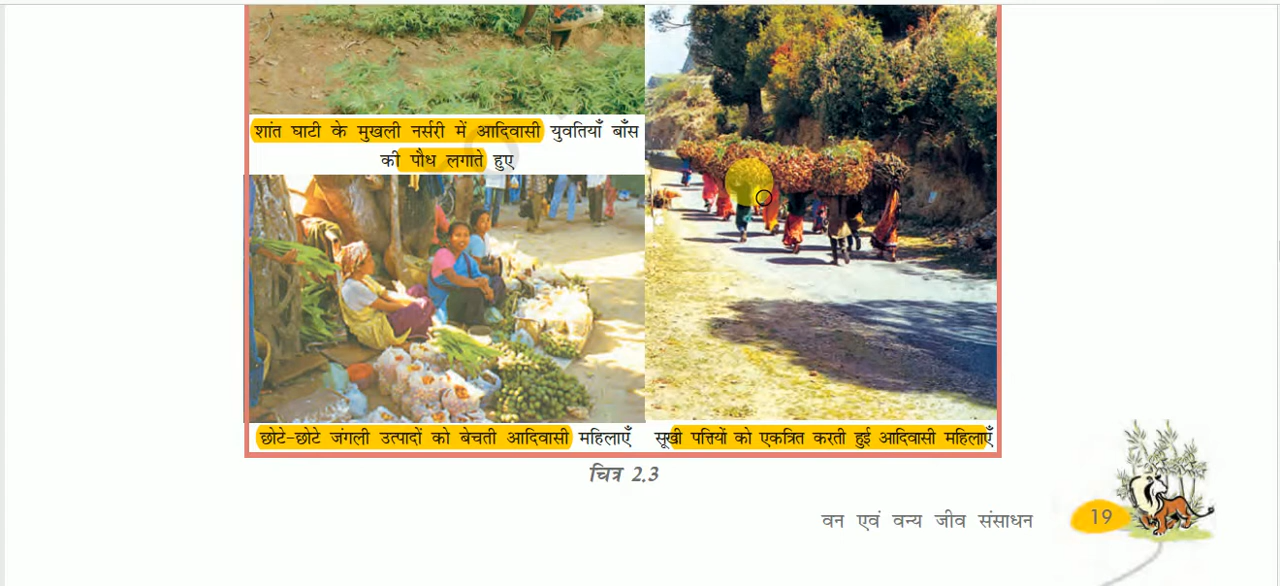 शांत घाटी के मुखली नर्सरी में आदिवासी युवतियाँ बाँस
की पौध लगाते हुए
छोटे-छोटे जंगली उत्पादों को बेचती आदिवासी महिलाएँ
सूखी पत्तियों को एकत्रित करती हुई आदिवासी महिलाएँ
चित्र 2.3
वन एवं वन्य जीव संसाधन
19